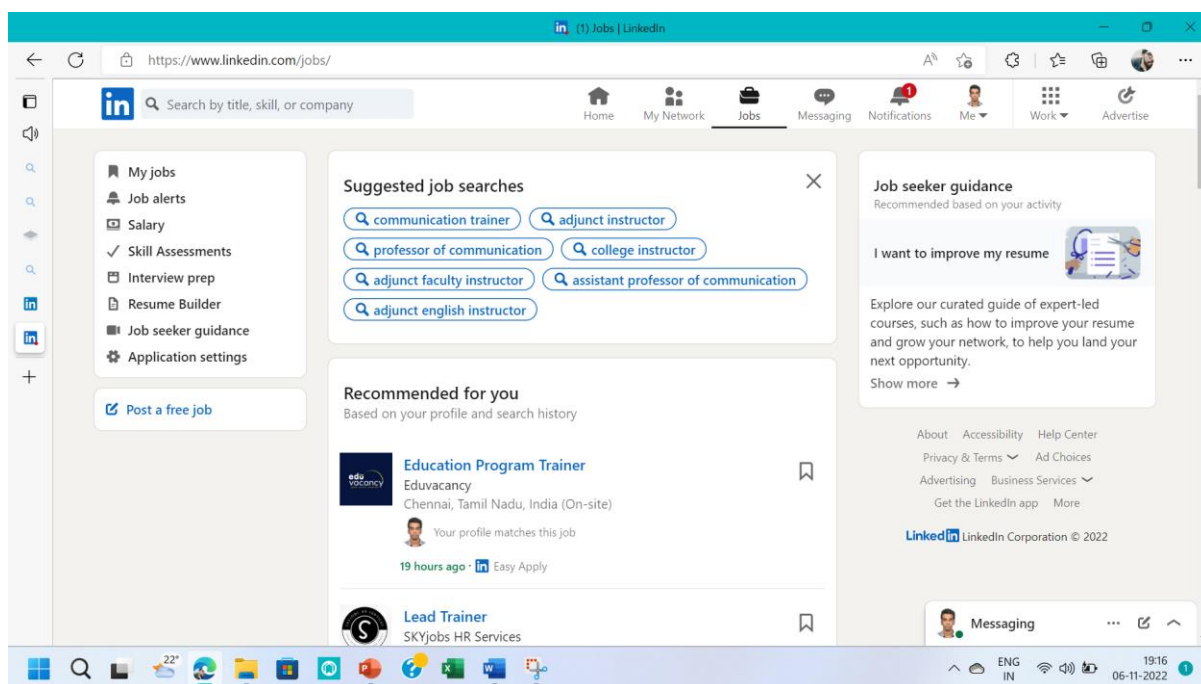 (1) Jobs | LinkedIn
https://www.linkedin.com/jobs/
in
Search by title, skill, or company
Home
My Network
Jobs
Messaging
1
Notifications
Me
Work
Advertise
My jobs
Job alerts
Salary
Skill Assessments
Interview prep
Resume Builder
Job seeker guidance
Application settings
Post a free job
Suggested job searches
communication trainer
adjunct instructor
professor of communication
college instructor
adjunct faculty instructor
assistant professor of communication
adjunct english instructor
Recommended for you
Based on your profile and search history
edu
vacancy
Education Program Trainer
Eduvacancy
Chennai, Tamil Nadu, India (On-site)
Your profile matches this job
19 hours ago · in Easy Apply
Lead Trainer
SKYjobs HR Services
Job seeker guidance
Recommended based on your activity
I want to improve my resume
Explore our curated guide of expert-led
courses, such as how to improve your resume
and grow your network, to help you land your
next opportunity.
Show more →
About Accessibility Help Center
Privacy & Terms Ad Choices
Advertising Business Services
Get the LinkedIn app More
LinkedIn LinkedIn Corporation © 2022
Messaging
22°
ENG
IN
19:16
06-11-2022
1